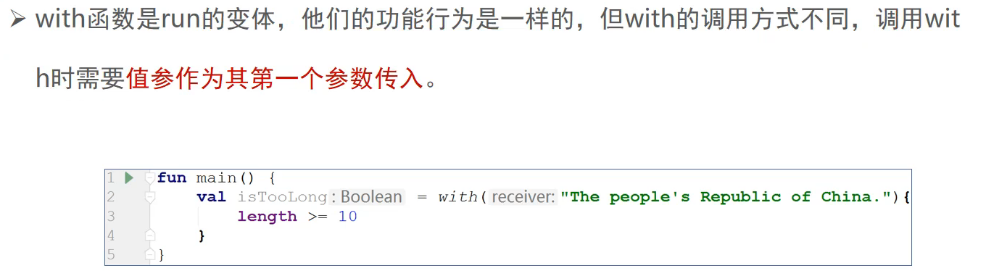 ➢ with函数是run的变体，他们的功能行为是一样的，但with的调用方式不同，调用wit
h时需要值参作为其第一个参数传入。
1 fun main() {
2 val isTooLong: Boolean = with( receiver: "The people's Republic of China."){
3 length >= 10
4 }
5 }